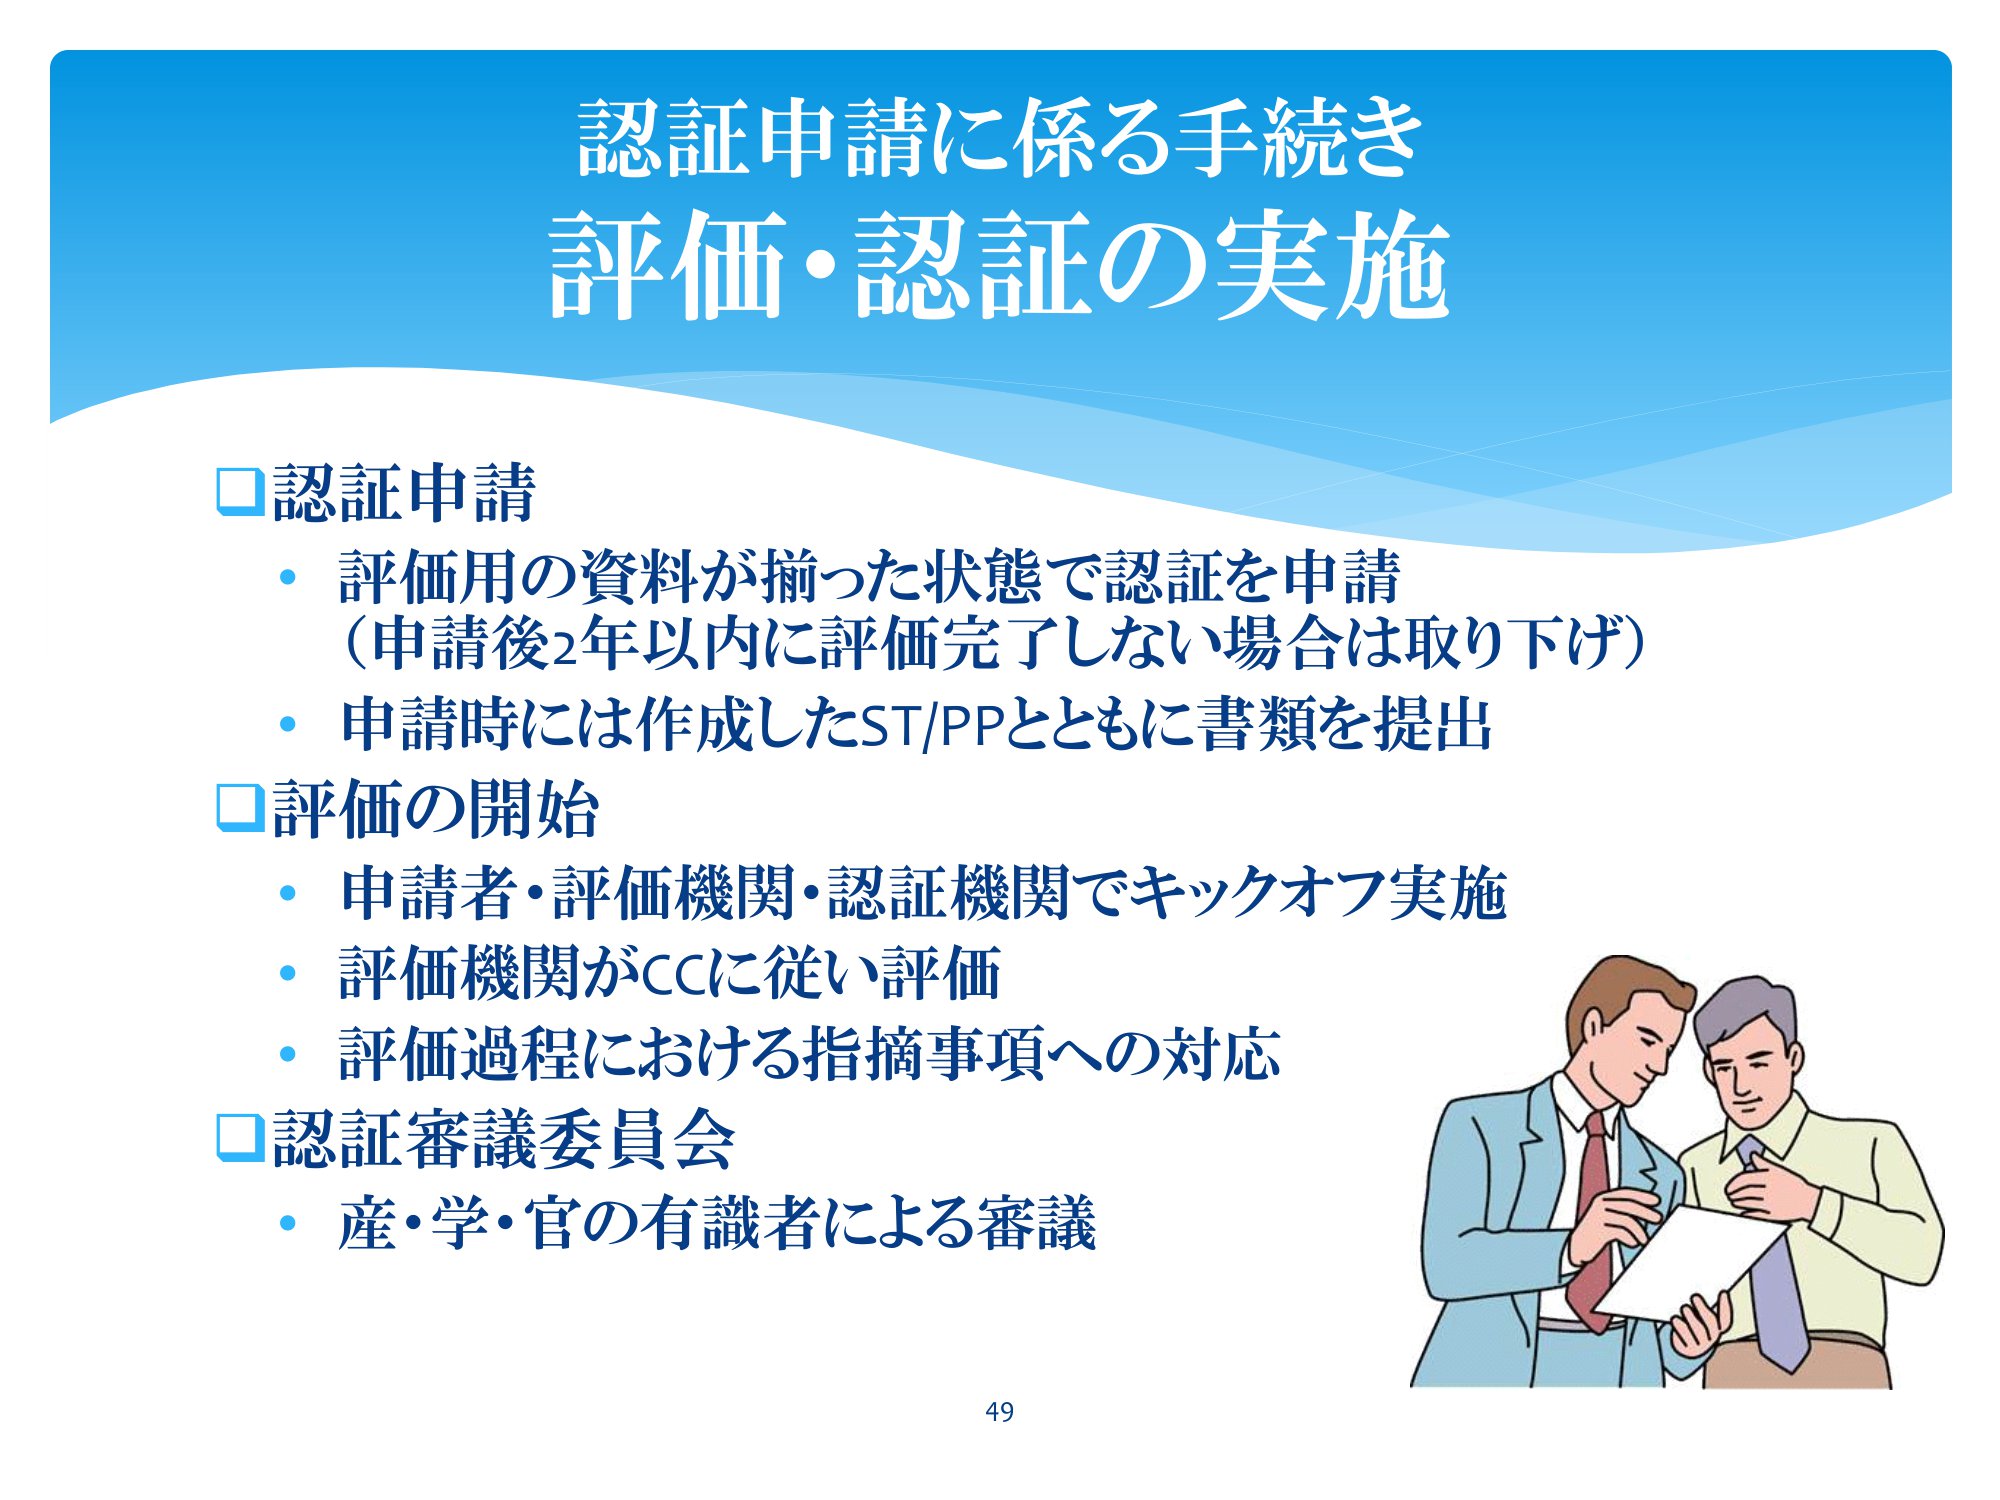 認証申請に係る手続き
評価・認証の実施
❑認証申請
• 評価用の資料が揃った状態で認証を申請
（申請後2年以内に評価完了しない場合は取り下げ）
• 申請時には作成したST/PPとともに書類を提出
❑評価の開始
• 申請者・評価機関・認証機関でキックオフ実施
• 評価機関がCCに従い評価
• 評価過程における指摘事項への対応
❑認証審議委員会
• 産・学・官の有識者による審議
49